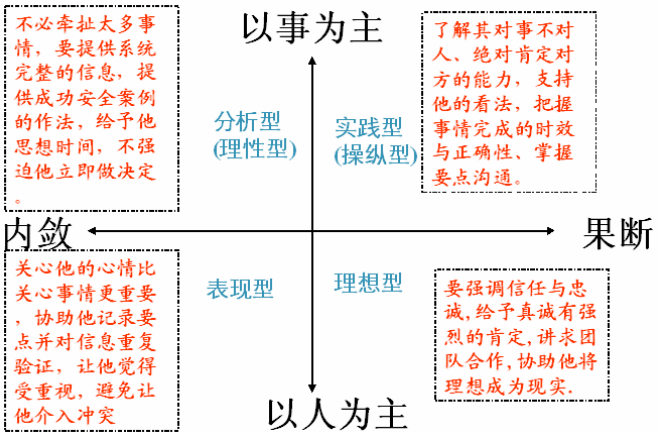 不必牵扯太多事
情，要提供系统
完整的信息，提
供成功安全案例
的作法，给予他
思想时间，不强
迫他立即做决定
。
以事为主
了解其对事不对
人、绝对肯定对
方的能力，支持
他的看法，把握
事情完成的时效
与正确性、掌握
要点沟通。
分析型
(理性型)
实践型
(操纵型)
内敛
果断
关心他的心情比
关心事情更重要
，协助他记录要
点并对信息重复
验证，让他觉得
受重视，避免让
他介入冲突
表现型
理想型
要强调信任与忠
诚,给予真诚有强
烈的肯定,讲求团
队合作,协助他将
理想成为现实.
以人为主